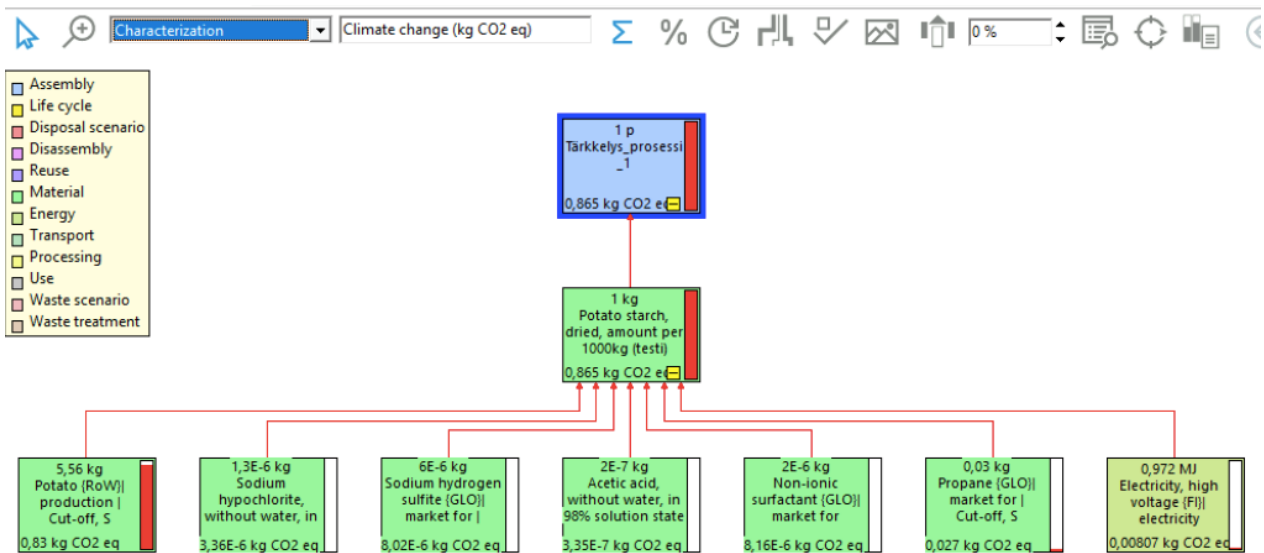 Characterization
Climate change (kg CO2 eq)
0 %
Assembly
Life cycle
Disposal scenario
Disassembly
Reuse
Material
Energy
Transport
Processing
Use
Waste scenario
Waste treatment
1 p
Tärkkelys_prosessi
_1
0,865 kg CO2 e
1 kg
Potato starch,
dried, amount per
1000kg (testi)
0,865 kg CO2 e
5,56 kg
Potato {RoW}|
production |
Cut-off, S
0,83 kg CO2 eq
1,3E-6 kg
Sodium
hypochlorite,
without water, in
3,36E-6 kg CO2 eq
6E-6 kg
Sodium hydrogen
sulfite {GLO}|
market for |
8,02E-6 kg CO2 eq
2E-7 kg
Acetic acid,
without water, in
98% solution state
3,35E-7 kg CO2 eq
2E-6 kg
Non-ionic
surfactant {GLO}|
market for
8,16E-6 kg CO2 eq
0,03 kg
Propane {GLO}|
market for |
Cut-off, S
0,027 kg CO2 eq
0,972 MJ
Electricity, high
voltage {FI}|
electricity
0,00807 kg CO2 ec